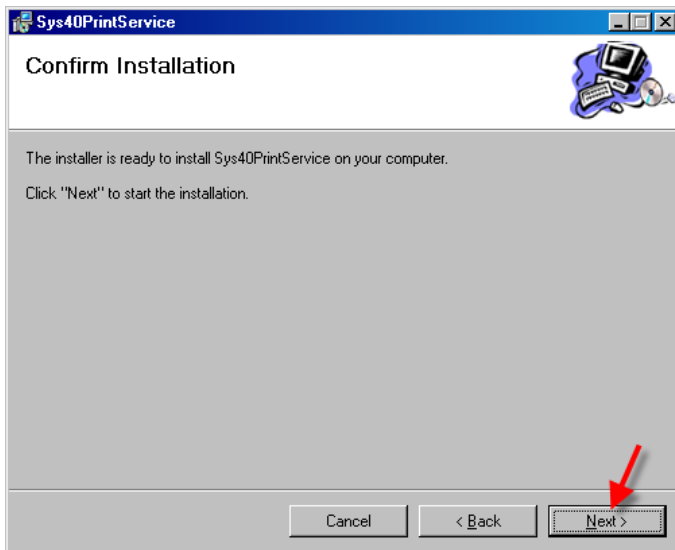 Sys40PrintService
Confirm Installation
The installer is ready to install Sys40PrintService on your computer.
Click "Next" to start the installation.
Cancel
< Back
Next >